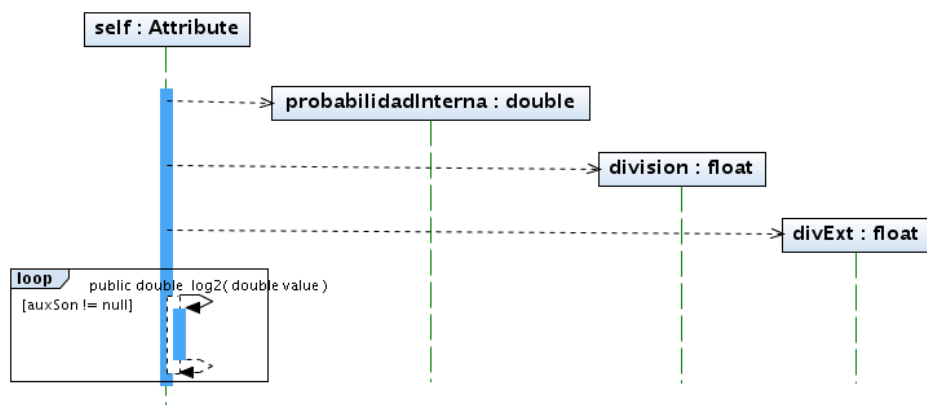 self : Attribute
probabilidadInterna : double
division : float
divExt : float
loop
public double log2( double value )
[auxSon != null]